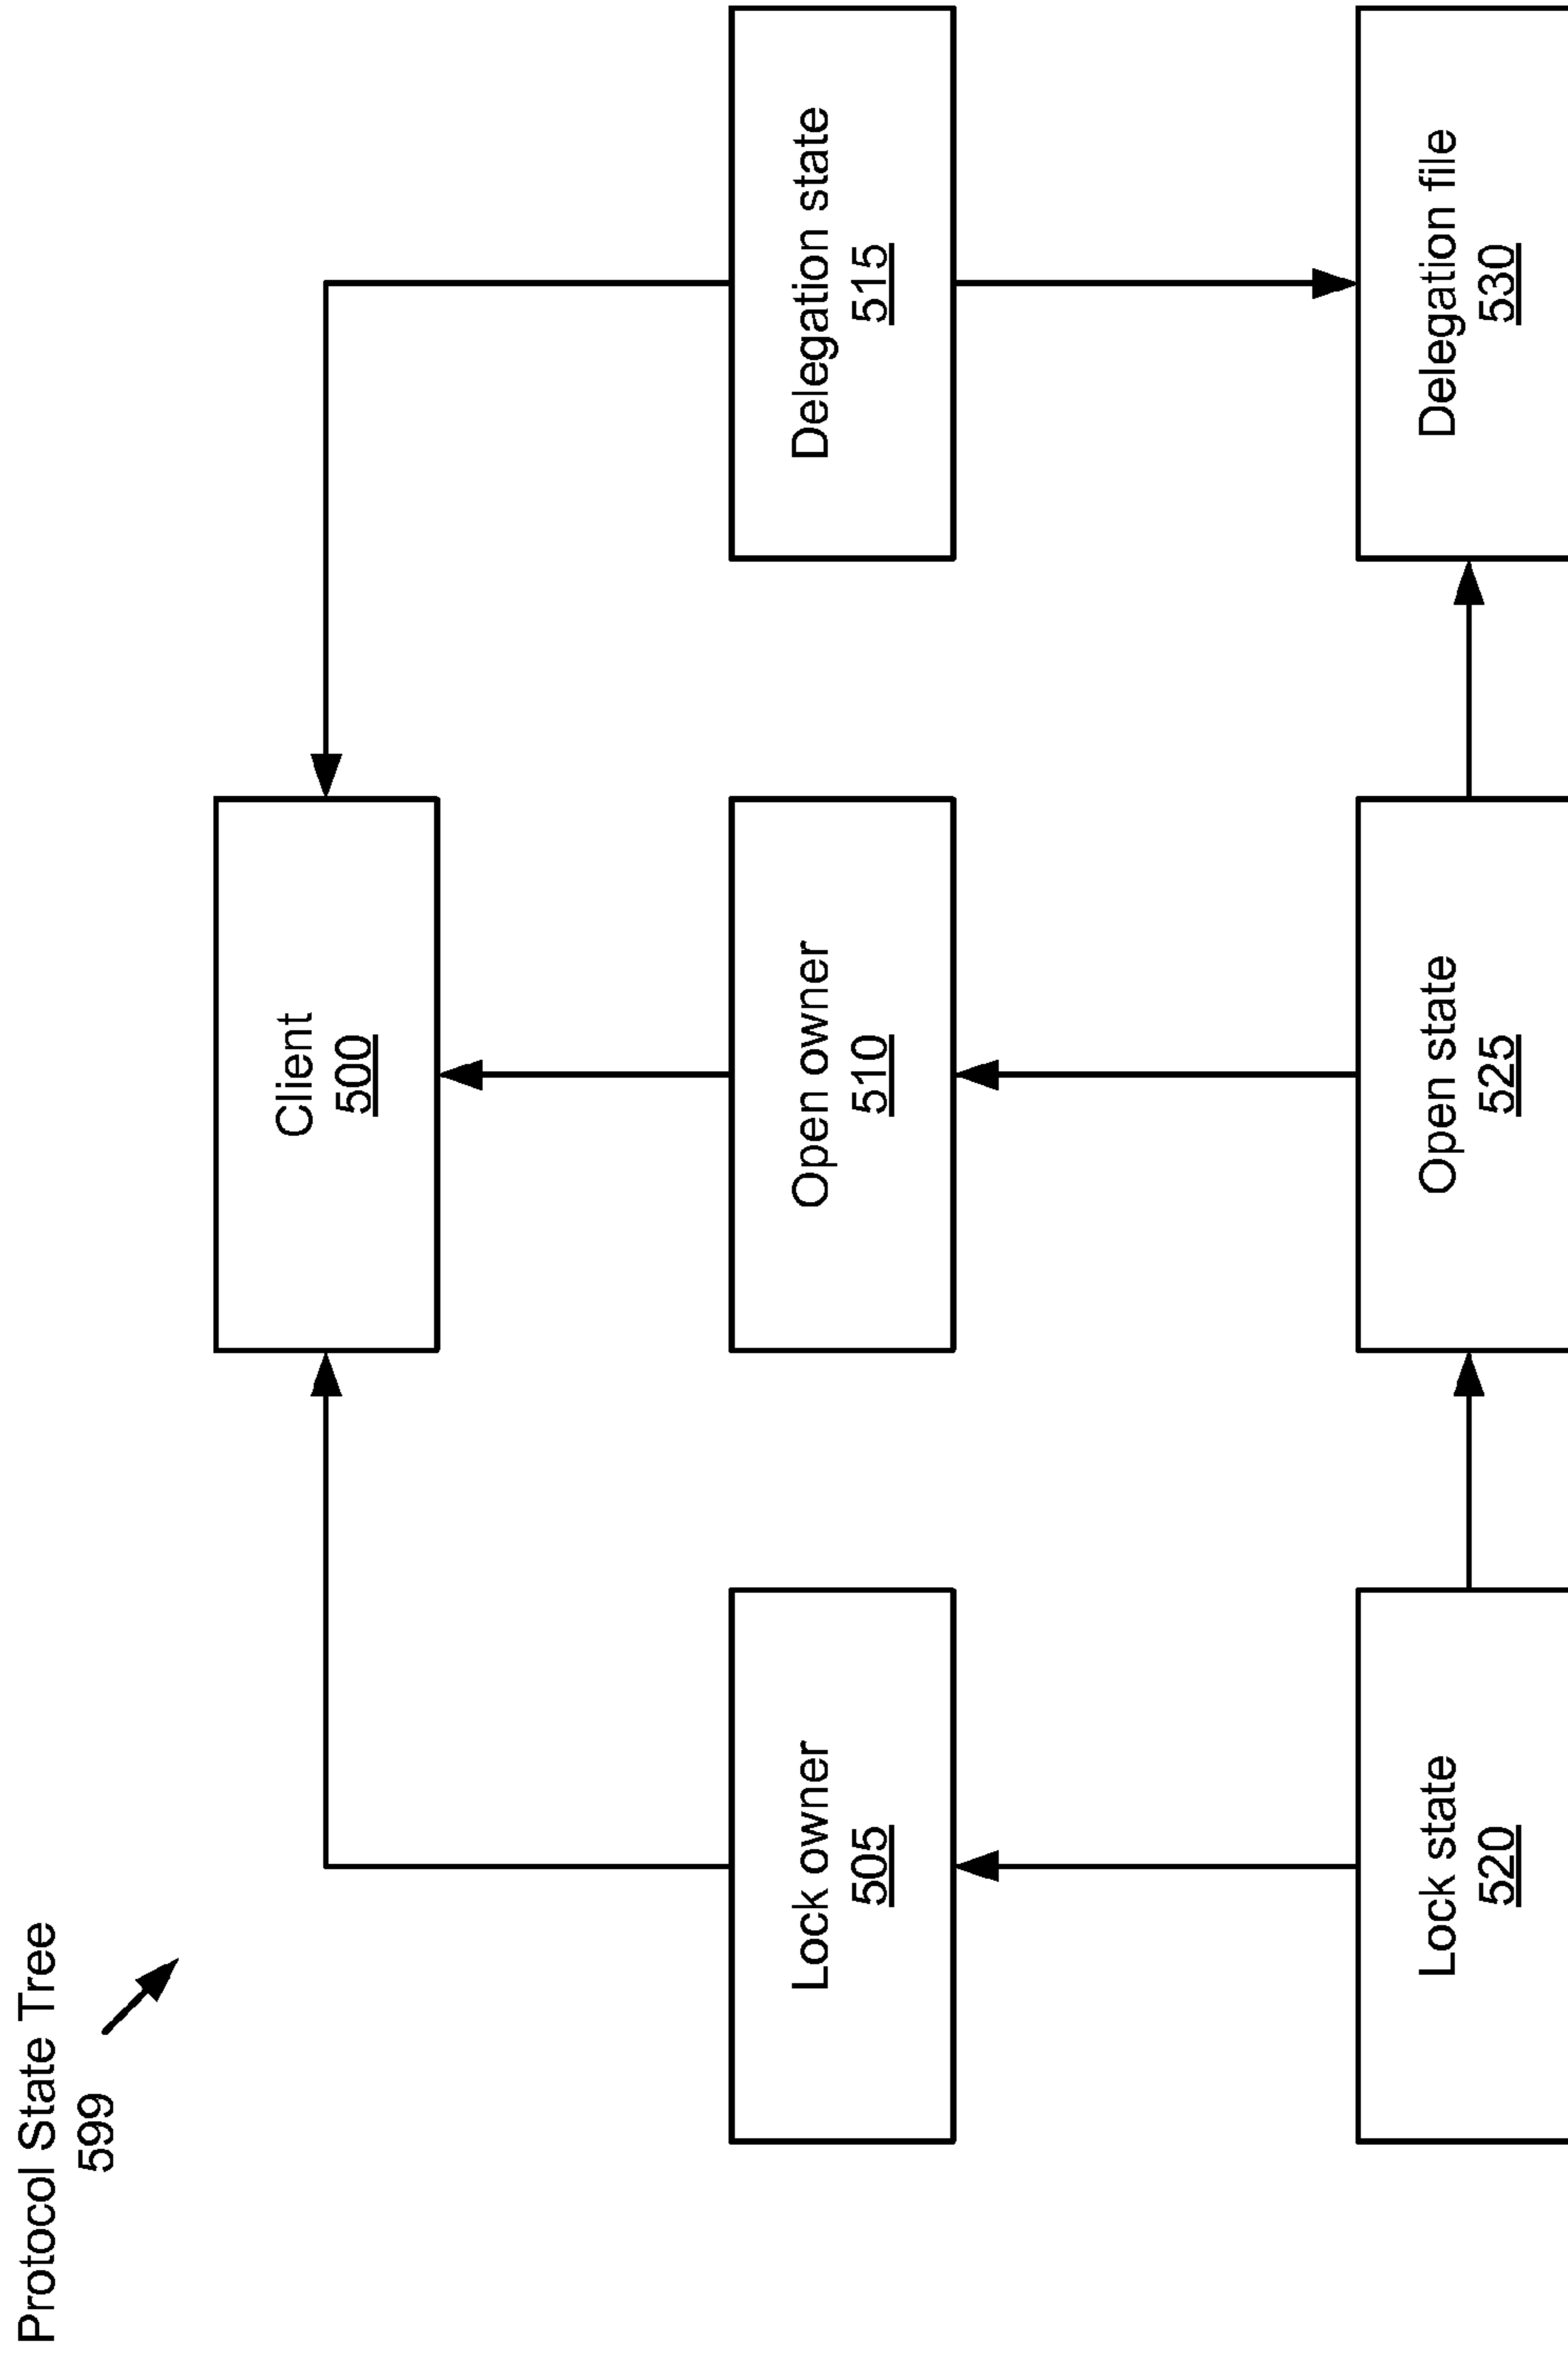 Protocol State Tree
599
Client
500
Lock owner
505
Open owner
510
Delegation state
515
Lock state
520
Open state
525
Delegation file
530